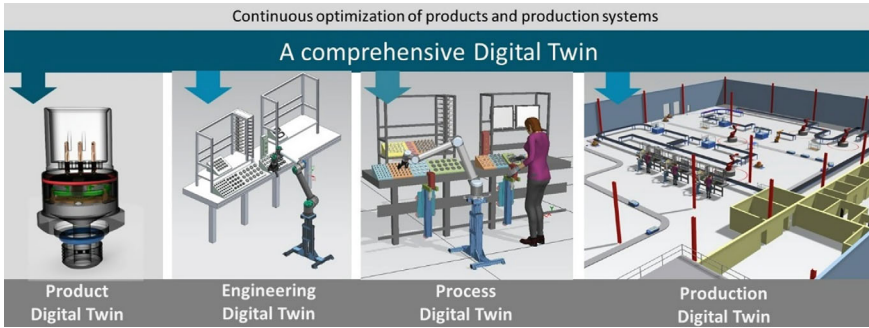 Continuous optimization of products and production systems
A comprehensive Digital Twin
Product
Digital Twin
Engineering
Digital Twin
Process
Digital Twin
Production
Digital Twin